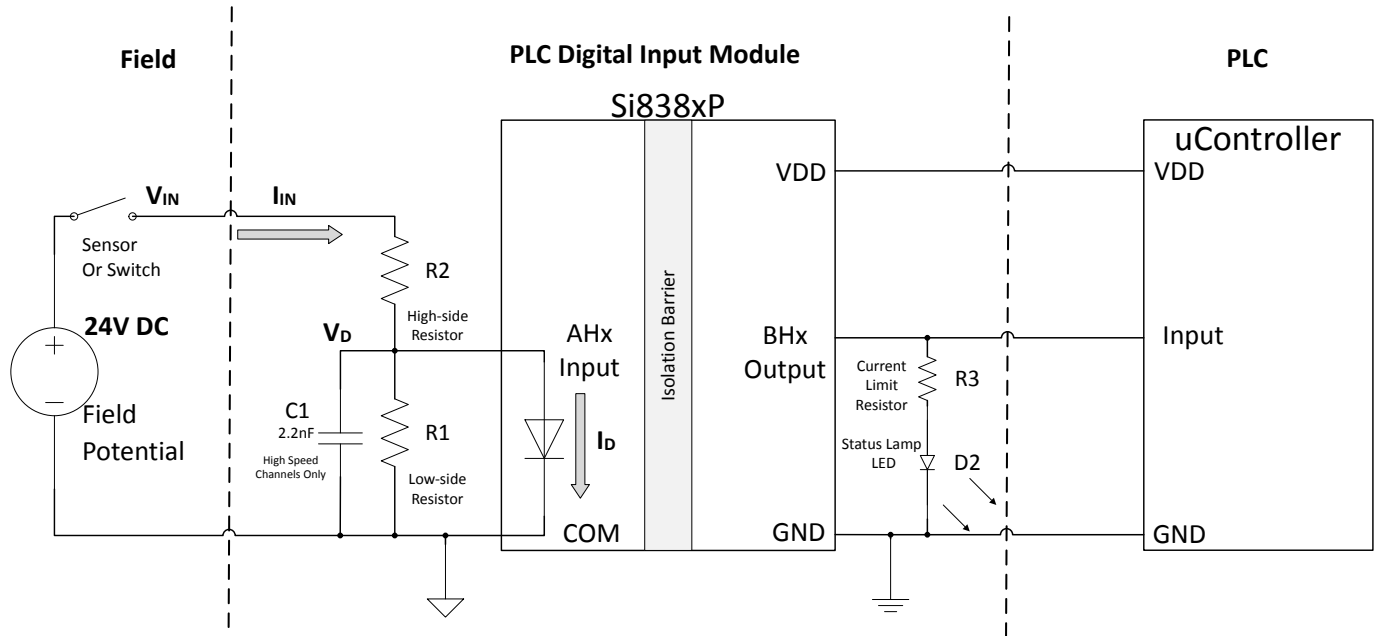 Field
PLC Digital Input Module
PLC
Si838xP
uController
VDD
VDD
VIN
IIN
Sensor
Or Switch
R2
High-side
Resistor
24V DC
VD
AHx
Input
Isolation Barrier
BHx
Output
Input
Current
Limit
Resistor
R3
Field
Potential
C1
2.2nF
High Speed
Channels Only
R1
Low-side
Resistor
ID
Status Lamp
LED
D2
COM
GND
GND